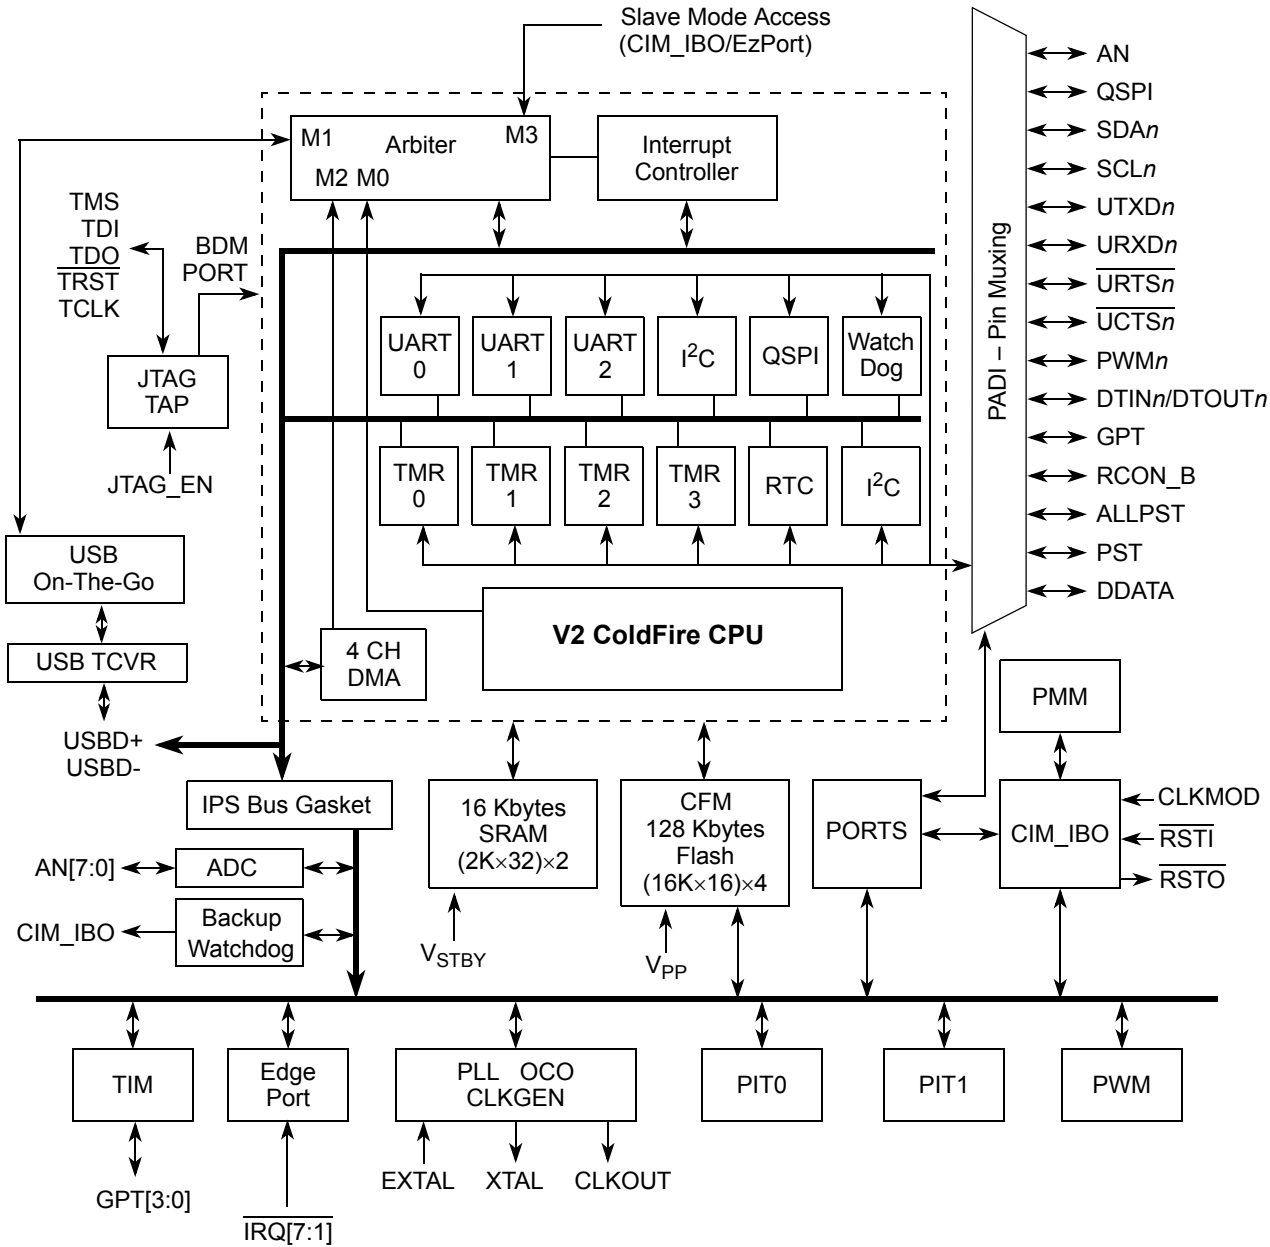 Slave Mode Access
(CIM_IBO/EzPort)
M1
Arbiter
M3
M2 M0
Interrupt
Controller
TMS
TDI
TDO
TRST
TCLK
BDM
PORT
JTAG
TAP
JTAG_EN
UART
0
UART
1
UART
2
I²C
QSPI
Watch
Dog
TMR
0
TMR
1
TMR
2
TMR
3
RTC
I²C
V2 ColdFire CPU
4 CH
DMA
USB
On-The-Go
USB TCVR
USBD+
USBD-
PADI – Pin Muxing
AN
QSPI
SDAn
SCLn
UTXDn
URXDn
URTSn
UCTSn
PWMn
DTINn/DTOUTn
GPT
RCON_B
ALLPST
PST
DDATA
PMM
IPS Bus Gasket
16 Kbytes
SRAM
(2K×32)×2
VSTBY
CFM
128 Kbytes
Flash
(16K×16)×4
VPP
PORTS
CIM_IBO
CLKMOD
RSTI
RSTO
AN[7:0]
ADC
CIM_IBO
Backup
Watchdog
TIM
GPT[3:0]
Edge
Port
IRQ[7:1]
PLL OCO
CLKGEN
EXTAL
XTAL
CLKOUT
PIT0
PIT1
PWM